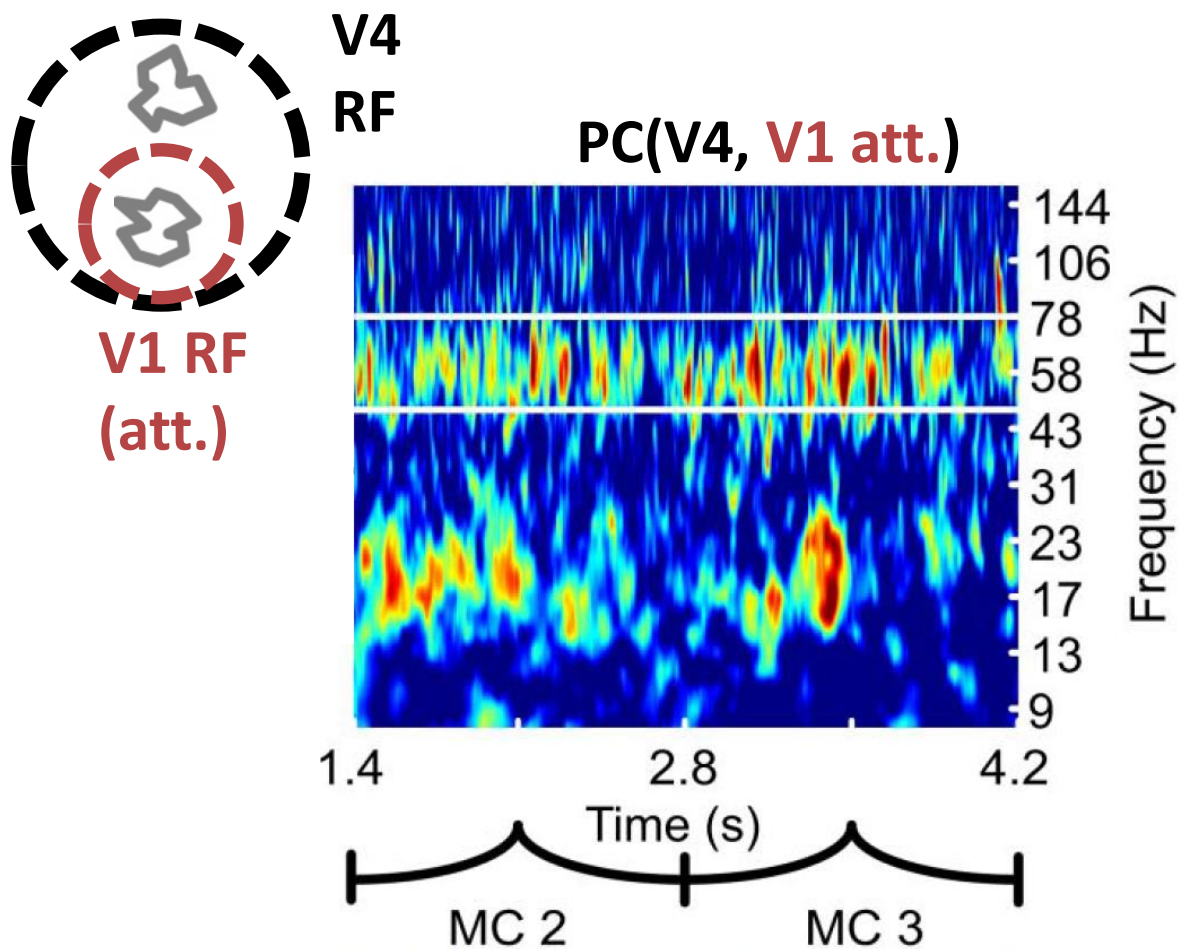 V4
RF
V1 RF
(att.)
PC(V4, V1 att.)
144
106
78
58
43
31
23
17
13
9
Frequency (Hz)
1.4 2.8 4.2
Time (s)
MC 2 MC 3